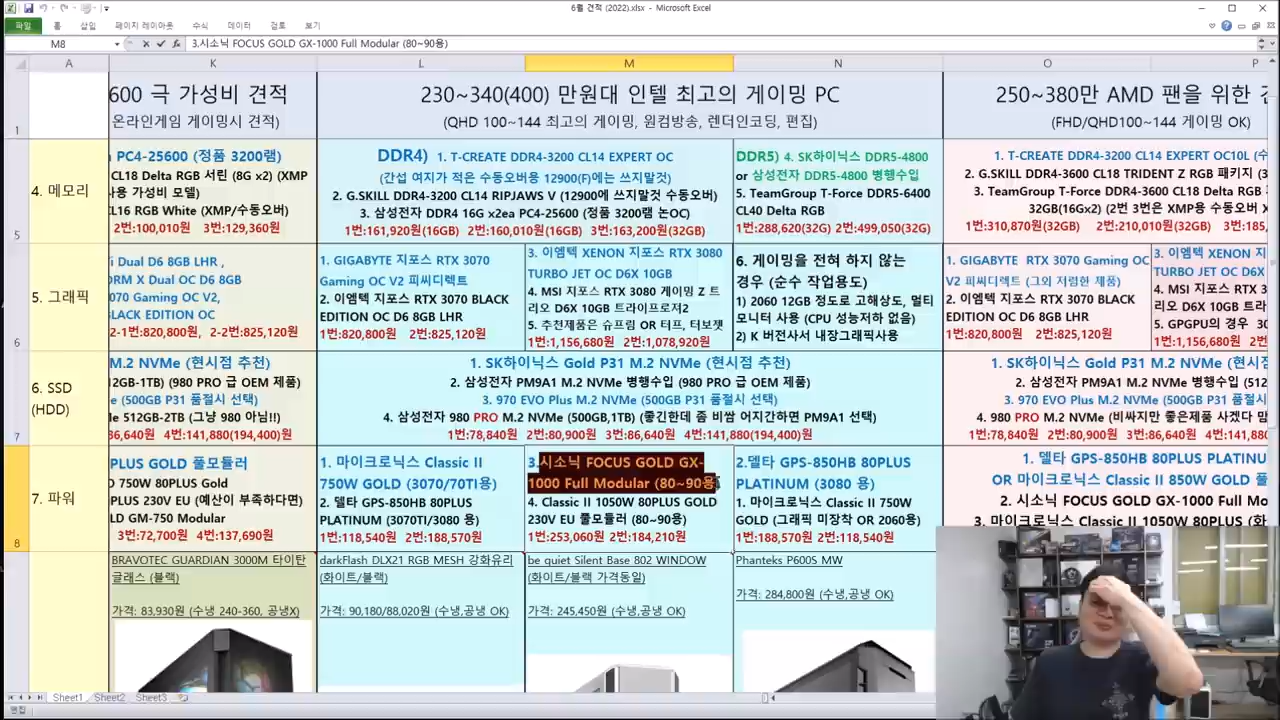 6월 견적 (2022).xlsx - Microsoft Excel
파일 홈 삽입 페이지 레이아웃 수식 데이터 검토 보기
M8 3.시소닉 FOCUS GOLD GX-1000 Full Modular (80~90용)
A K L M N O P
1
600 극 가성비 견적
온라인게임 게이밍시 견적)
230~340(400) 만원대 인텔 최고의 게이밍 PC
(QHD 100~144 최고의 게이밍, 원컴방송, 렌더인코딩, 편집)
250~380만 AMD 팬을 위한
(FHD/QHD100~144 게이밍 OK)
5
4. 메모리
PC4-25600 (정품 3200램)
CL18 Delta RGB 서린 (8G x2) (XMP
용 가성비 모델)
CL16 RGB White (XMP/수동오버)
2번:100,010원 3번:129,360원
DDR4) 1. T-CREATE DDR4-3200 CL14 EXPERT OC
(간섭 여지가 적은 수동오버용 12900(F)에는 쓰지말것)
2. G.SKILL DDR4-3200 CL14 RIPJAWS V (12900에 쓰지말것 수동오버)
3. 삼성전자 DDR4 16G x2ea PC4-25600 (정품 3200램 논OC)
1번:161,920원(16GB) 2번:160,010원(16GB) 3번:163,200원(32GB)
DDR5) 4. SK하이닉스 DDR5-4800
or 삼성전자 DDR5-4800 병행수입
5. TEAMGroup T-Force DDR5-6400
CL40 Delta RGB
1번:288,620(32G) 2번:499,050(32G)
1. T-CREATE DDR4-3200 CL14 EXPERT OC10L (수
2. G.SKILL DDR4-3600 CL18 TRIDENT Z RGB 패키지 (3
3. TEAMGroup T-Force DDR4-3600 CL18 Delta RGB
32GB(16Gx2) (2번 3번은 XMP용 수동오버 X
1번:310,870원(32GB) 2번:210,010원(32GB) 3번:185,
6
5. 그래픽
Dual D6 8GB LHR ,
RM X Dual OC D6 8GB
070 Gaming OC V2,
LACK EDITION OC
2-1번:820,800원, 2-2번:825,120원
1. GIGABYTE 지포스 RTX 3070
Gaming OC V2 피씨디렉트
2. 이엠텍 지포스 RTX 3070 BLACK
EDITION OC D6 8GB LHR
1번:820,800원 2번:825,120원
3. 이엠텍 XENON 지포스 RTX 3080
TURBO JET OC D6X 10GB
4. MSI 지포스 RTX 3080 게이밍 Z 트
리오 D6X 10GB 트라이프로져2
5. 추천제품은 슈프림 OR 터프, 터보젯
1번:1,156,680원 2번:1,078,920원
6. 게이밍을 전혀 하지 않는
경우 (순수 작업용도)
1) 2060 12GB 정도로 고해상도, 멀티
모니터 사용 (CPU 성능저하 없음)
2) K 버전사서 내장그래픽사용
1. GIGABYTE RTX 3070 Gaming OC
V2 피씨디렉트 (그외 저렴한 제품)
2. 이엠텍 지포스 RTX 3070 BLACK
EDITION OC D6 8GB LHR
1번:820,800원 2번:825,120원
3. 이엠텍 XENON 지포스
TURBO JET OC D6X
4. MSI 지포스 RTX 3080
리오 D6X 10GB 트라이
5. GPGPU의 경우 30
1번:1,156,680원 2번:
7
6. SSD
(HDD)
M.2 NVMe (현시점 추천)
12GB-1TB) (980 PRO 급 OEM 제품)
e (500GB P31 품절시 선택)
e 512GB-2TB (그냥 980 아님!!)
86,640원 4번:141,880(194,400)원
1. SK하이닉스 Gold P31 M.2 NVMe (현시점 추천)
2. 삼성전자 PM9A1 M.2 NVMe 병행수입 (980 PRO 급 OEM 제품)
3. 970 EVO Plus M.2 NVMe (500GB P31 품절시 선택)
4. 삼성전자 980 PRO M.2 NVMe (500GB,1TB) (좋긴한데 좀 비쌈 어지간하면 PM9A1 선택)
1번:78,840원 2번:80,900원 3번:86,640원 4번:141,880(194,400)원
1. SK하이닉스 Gold P31 M.2 NVMe (현시점
2. 삼성전자 PM9A1 M.2 NVMe 병행수입 (512
3. 970 EVO Plus M.2 NVMe (500GB P31 품절
4. 980 PRO (비싸지만 좋은제품 사겠다 맘
1번:78,840원 2번:80,900원 3번:86,640원 4번:141,88
8
7. 파워
PLUS GOLD 풀모듈러
750W 80PLUS Gold
PLUS 230V EU (예산이 부족하다면)
LD GM-750 Modular
3번:72,700원 4번:137,690원
1. 마이크로닉스 Classic II
750W GOLD (3070/70TI용)
2. 델타 GPS-850HB 80PLUS
PLATINUM (3070TI/3080 용)
1번:118,540원 2번:188,570원
3.시소닉 FOCUS GOLD GX-
1000 Full Modular (80~90용)
4. Classic II 1050W 80PLUS GOLD
230V EU 풀모듈러 (80~90용)
1번:253,060원 2번:184,210원
2.델타 GPS-850HB 80PLUS
PLATINUM (3080 용)
1. 마이크로닉스 Classic II 750W
GOLD (그래픽 미장착 OR 2060용)
1번:188,570원 2번:118,540원
1. 델타 GPS-850HB 80PLUS PLATINU
OR 마이크로닉스 Classic II 850W GOLD 풀
2. 시소닉 FOCUS GOLD GX-1000 Full Mo
3. 마이크로닉스 Classic II 1050W 80PLUS
BRAVOTEC GUARDIAN 3000M 타이탄
글래스 (블랙)
가격: 83,930원 (수냉 240-360, 공냉X)
darkFlash DLX21 RGB MESH 강화유리
(화이트/블랙)
가격: 90,180/88,020원 (수냉,공냉 OK)
be quiet Silent Base 802 WINDOW
(화이트/블랙 가격동일)
가격: 245,450원 (수냉,공냉 OK)
Phanteks P600S MW
가격: 284,800원 (수냉,공냉 OK)
Sheet1 Sheet2 Sheet3
편집